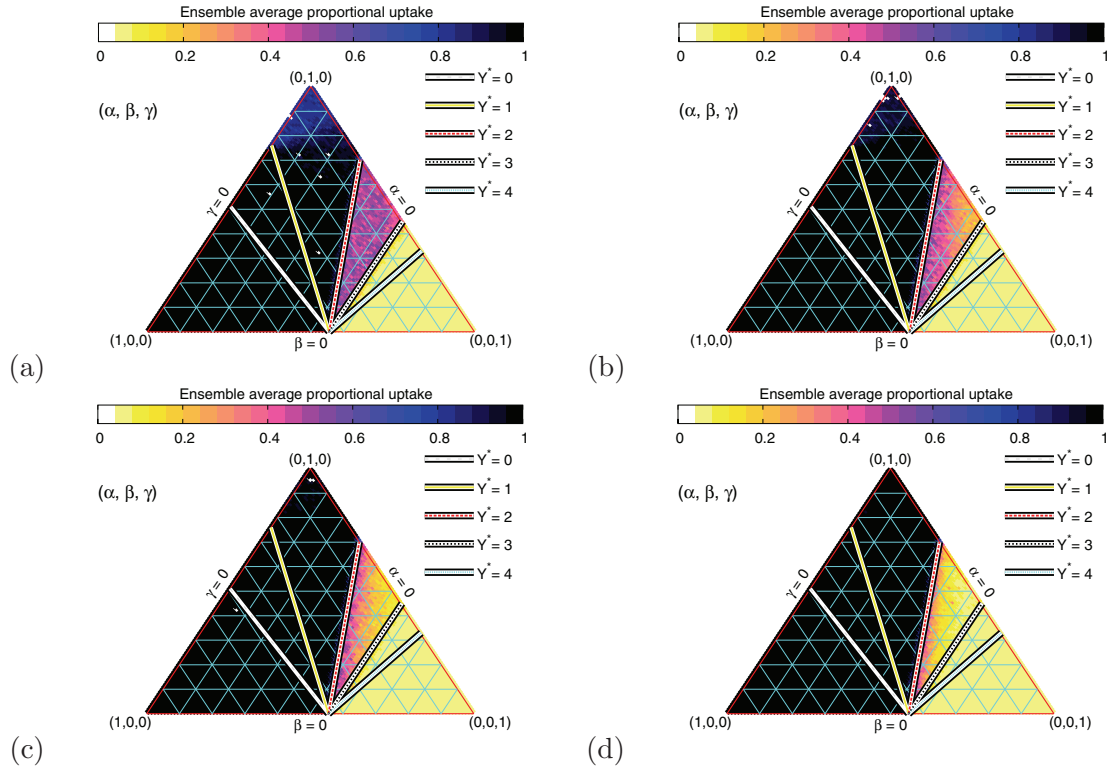 Ensemble average proportional uptake
0 0.2 0.4 0.6 0.8 1
(0,1,0)
(α, β, γ)
Y* = 0
Y* = 1
Y* = 2
Y* = 3
Y* = 4
γ = 0
α = 0
(1,0,0)
β = 0
(0,0,1)
(a)
Ensemble average proportional uptake
0 0.2 0.4 0.6 0.8 1
(0,1,0)
(α, β, γ)
Y* = 0
Y* = 1
Y* = 2
Y* = 3
Y* = 4
γ = 0
α = 0
(1,0,0)
β = 0
(0,0,1)
(b)
Ensemble average proportional uptake
0 0.2 0.4 0.6 0.8 1
(0,1,0)
(α, β, γ)
Y* = 0
Y* = 1
Y* = 2
Y* = 3
Y* = 4
γ = 0
α = 0
(1,0,0)
β = 0
(0,0,1)
(c)
Ensemble average proportional uptake
0 0.2 0.4 0.6 0.8 1
(0,1,0)
(α, β, γ)
Y* = 0
Y* = 1
Y* = 2
Y* = 3
Y* = 4
γ = 0
α = 0
(1,0,0)
β = 0
(0,0,1)
(d)